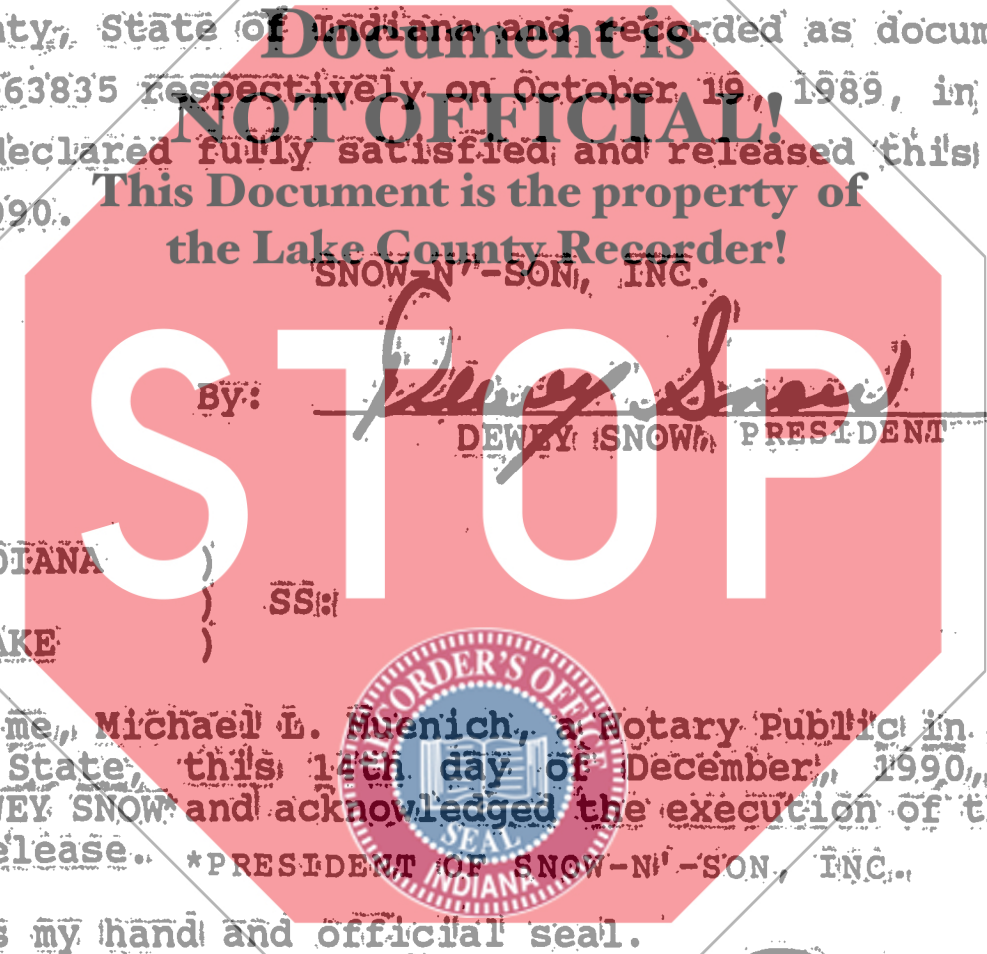 nty, State of Indiana and recorded as docum
Document is
63835 respectively on October 19, 1989, in
NOT OFFICIAL!
declared fully satisfied and released this
This Document is the property of
990.
the Lake County Recorder!
SNOW-N'-SON, INC.
STOP
Dewey Snow
By:
DEWEY SNOW, PRESIDENT
DIANA )
) SS:
AKE )
RECORDER'S OFFICE
me, Michael L. Muenich, a Notary Public in
State, this day of December, 1990,
WEY SNOW* and acknowledged the execution of t
SEAL
elease. *PRESIDENT OF SNOW-N'-SON, INC.
INDIANA
s my hand and official seal.